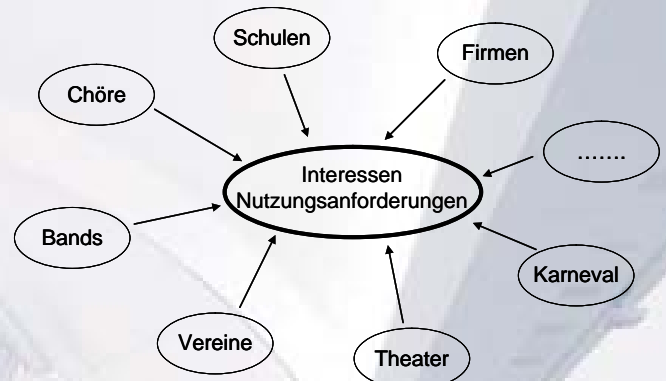 Schulen
Firmen
Chöre
.......
Interessen
Nutzungsanforderungen
Bands
Karneval
Vereine
Theater